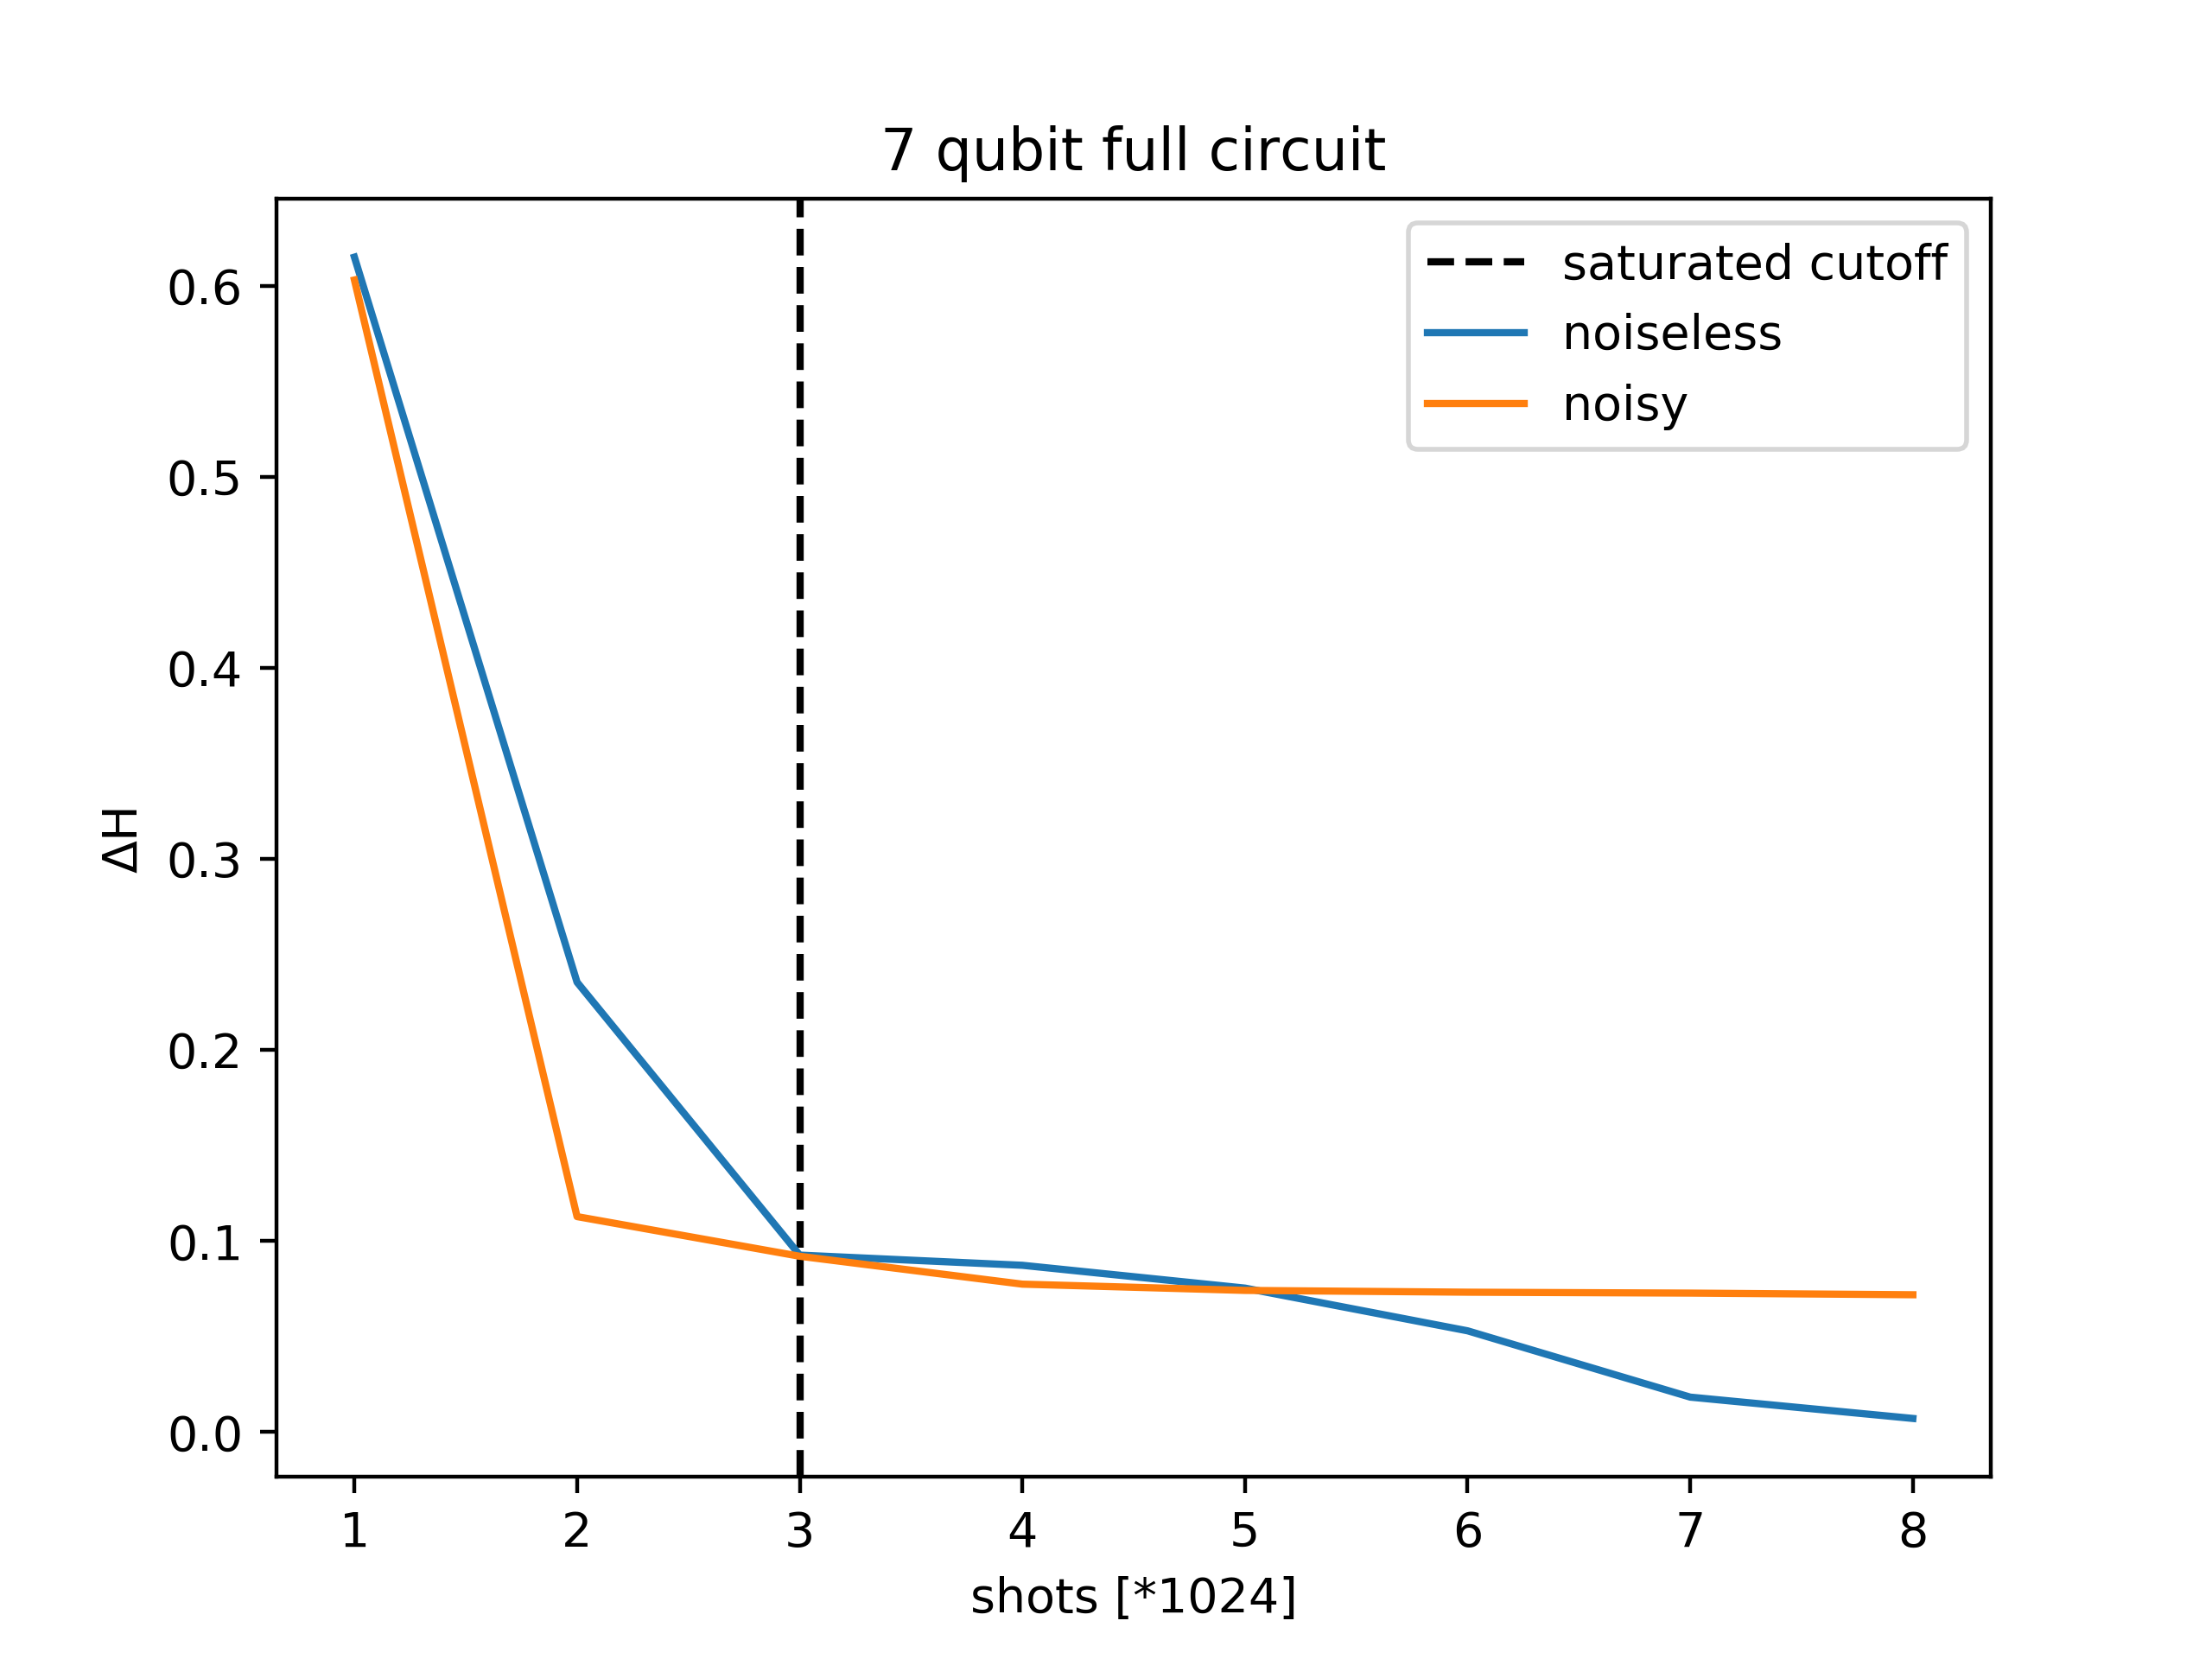 7 qubit full circuit
saturated cutoff
noiseless
noisy
0.6
0.5
0.4
0.3
0.2
0.1
0.0
ΔH
1 2 3 4 5 6 7 8
shots [*1024]